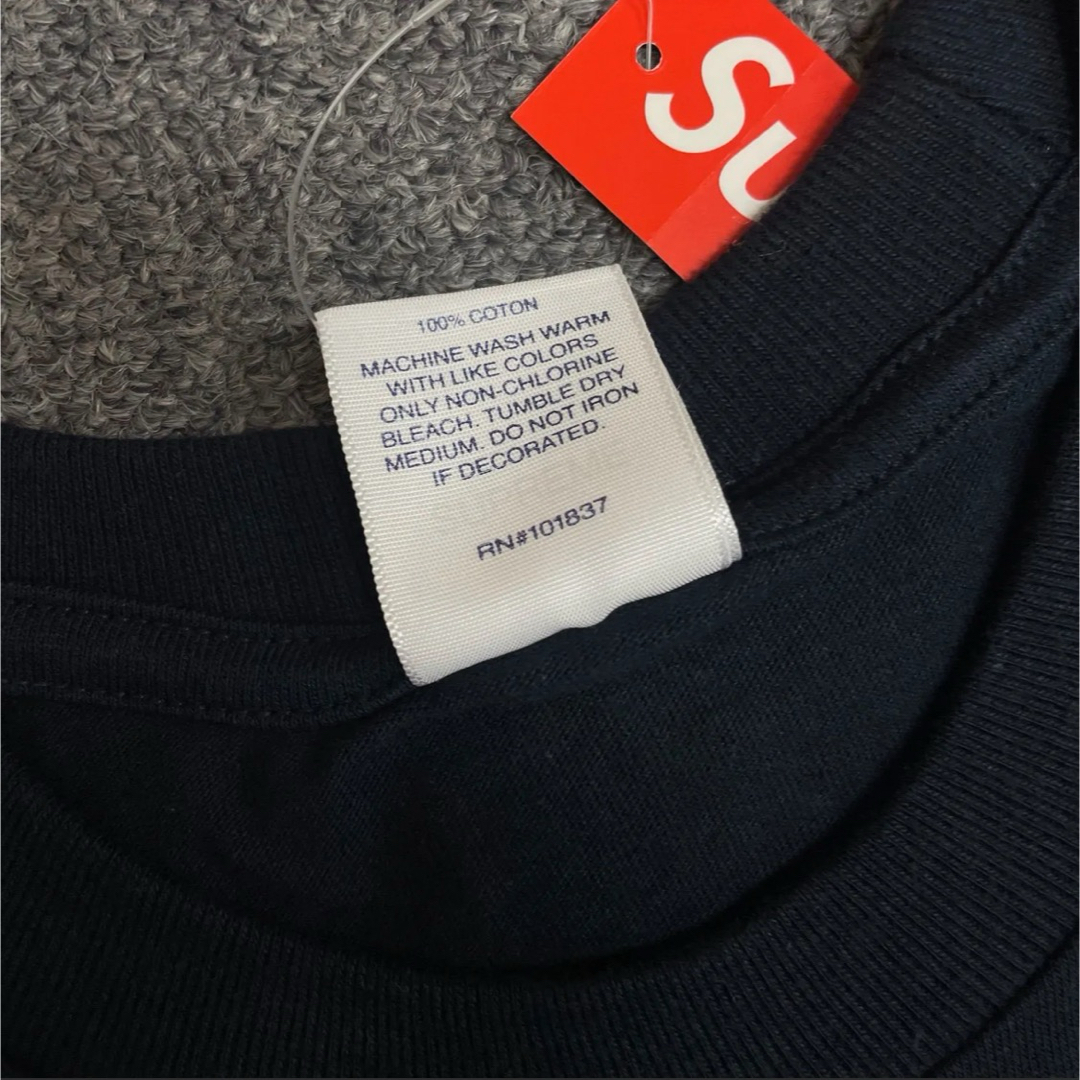 Su
100% COTON
MACHINE WASH WARM
WITH LIKE COLORS
ONLY NON-CHLORINE
BLEACH. TUMBLE DRY
MEDIUM. DO NOT IRON
IF DECORATED.
RN#101837